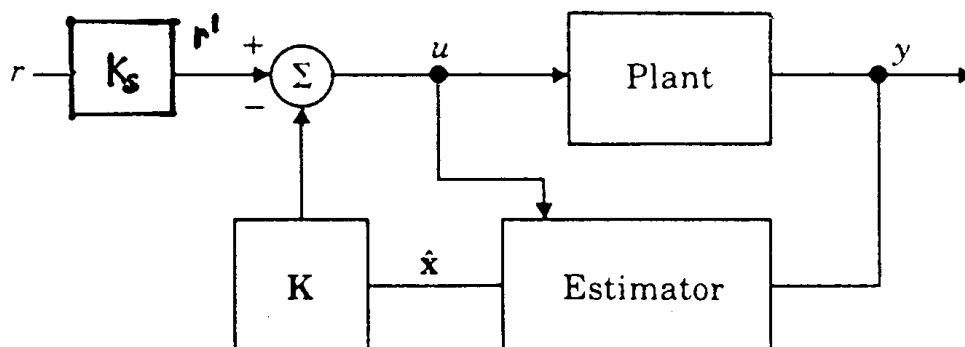 r Ks r' + Σ − u Plant y
K x̂ Estimator